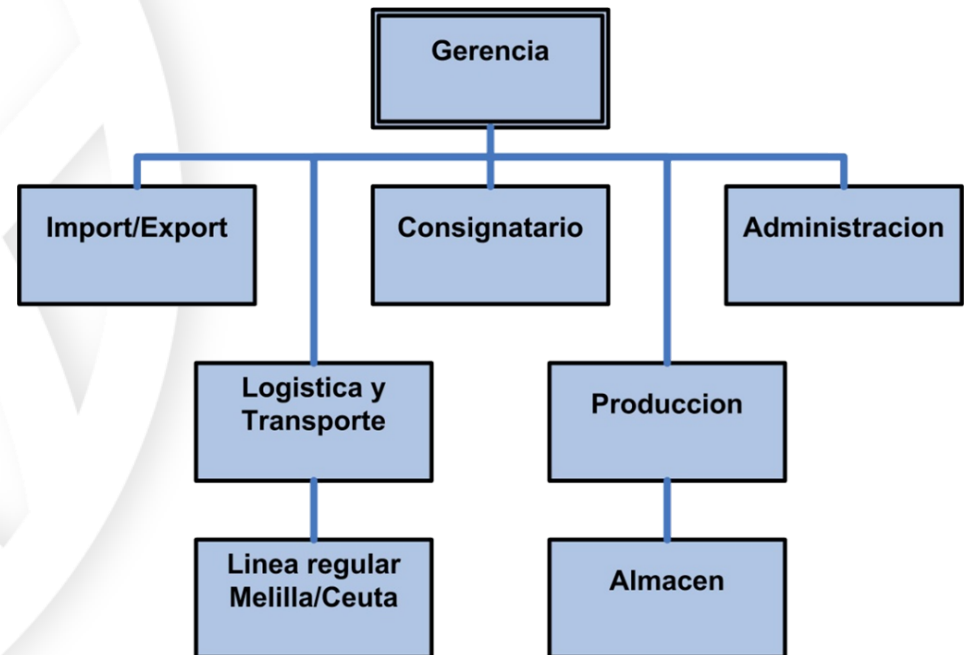 Gerencia
Import/Export
Consignatario
Administracion
Logistica y
Transporte
Produccion
Linea regular
Melilla/Ceuta
Almacen